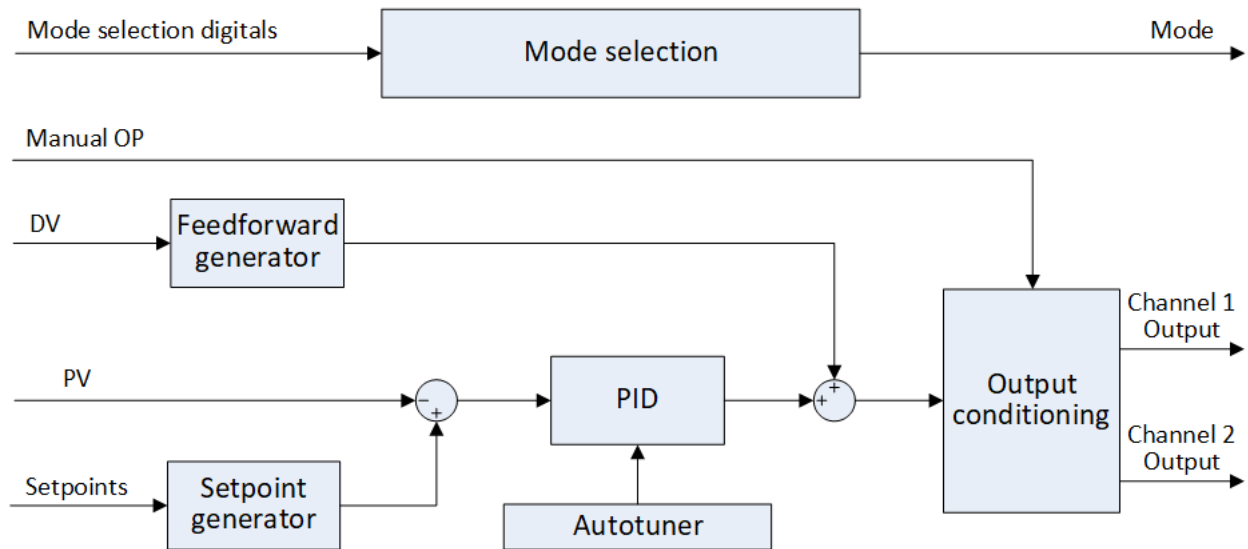 Mode selection digitals
Mode selection
Mode
Manual OP
DV
Feedforward
generator
+
Channel 1
Output
PV
−
+
PID
+
Output
conditioning
Channel 2
Output
Setpoints
Setpoint
generator
Autotuner